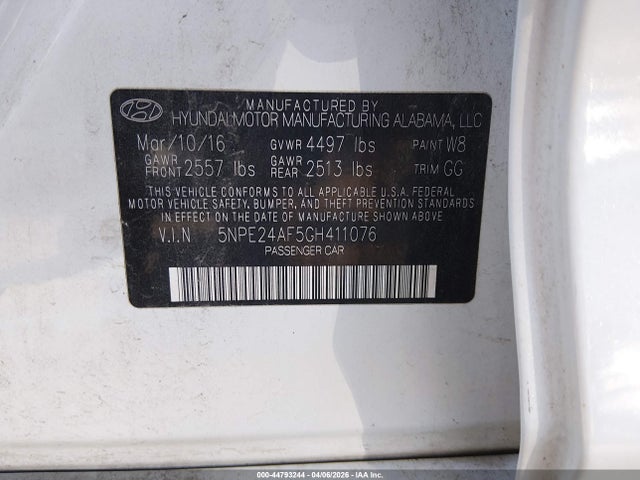 MANUFACTURED BY
HYUNDAI MOTOR MANUFACTURING ALABAMA, LLC
Mar/10/16 GVWR 4497 lbs PAINT W8
GAWR FRONT 2557 lbs GAWR REAR 2513 lbs TRIM GG
THIS VEHICLE CONFORMS TO ALL APPLICABLE U.S.A. FEDERAL
MOTOR VEHICLE SAFETY, BUMPER, AND THEFT PREVENTION
STANDARDS IN EFFECT ON THE DATE OF MANUFACTURE SHOWN ABOVE
V.I.N 5NPE24AF5GH411076
PASSENGER CAR
000-44793244 - 04/06/2026 - IAAI, Inc.